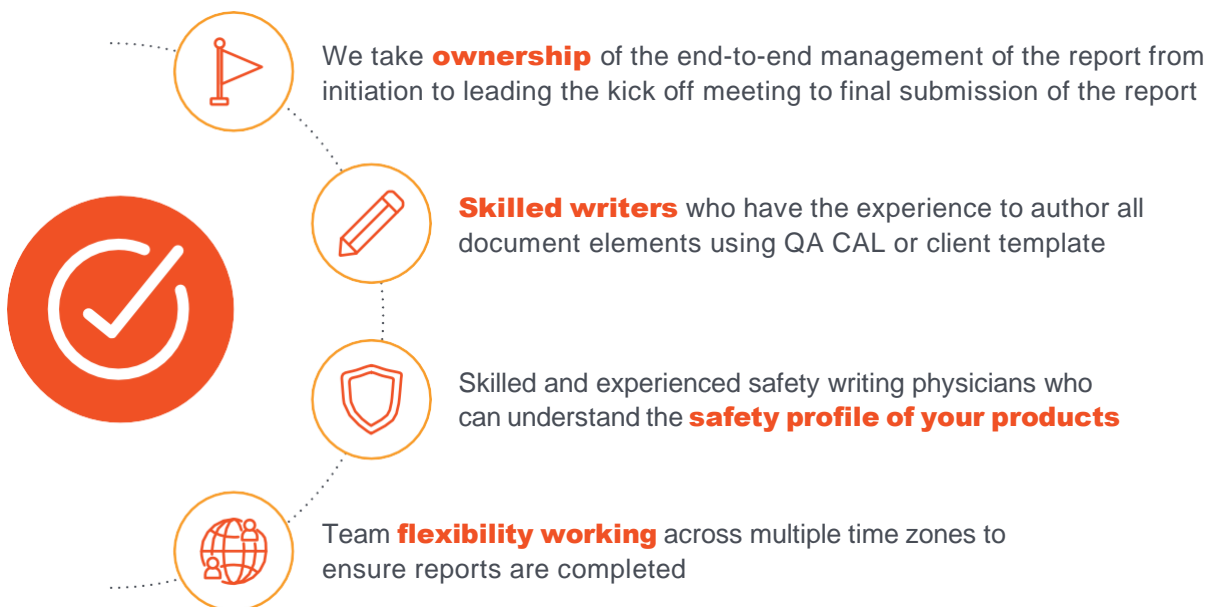 We take ownership of the end-to-end management of the report from
initiation to leading the kick off meeting to final submission of the report
Skilled writers who have the experience to author all
document elements using QA CAL or client template
Skilled and experienced safety writing physicians who
can understand the safety profile of your products
Team flexibility working across multiple time zones to
ensure reports are completed